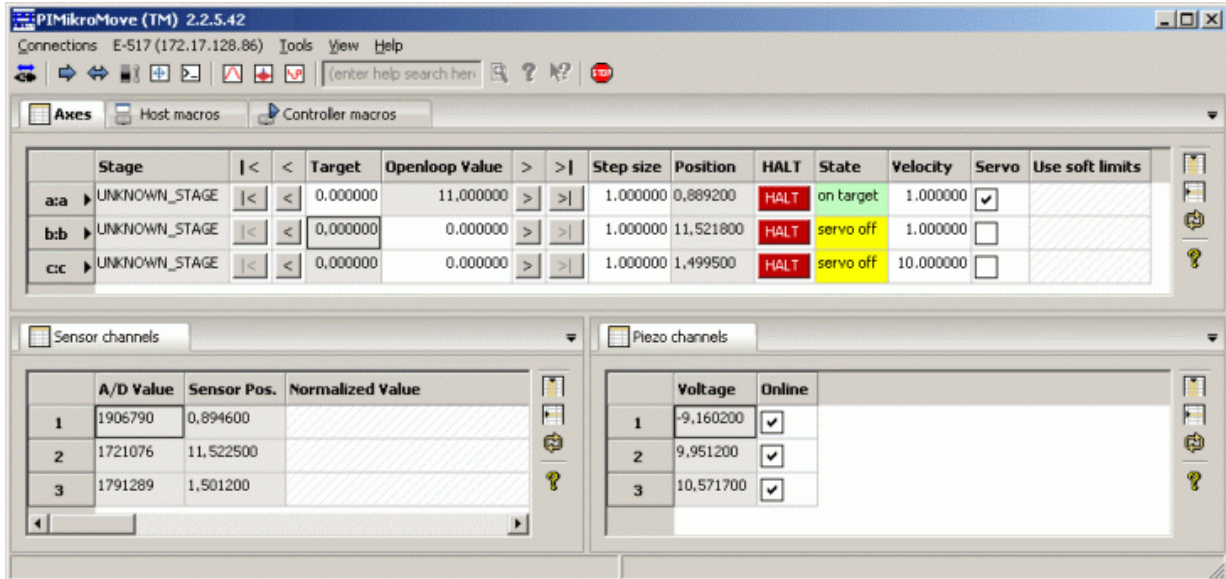 PIMikroMove (TM) 2.2.5.42
Connections E-517 (172.17.128.86) Tools View Help
(enter help search her STOP
Axes Host macros Controller macros
Stage |< < Target Openloop Value > >| Step size Position HALT State Velocity Servo Use soft limits
a:a UNKNOWN_STAGE |< < 0.000000 11,000000 > >| 1.000000 0,889200 HALT on target 1.000000
b:b UNKNOWN_STAGE |< < 0,000000 0.000000 > >| 1.000000 11,521800 HALT servo off 1.000000
c:c UNKNOWN_STAGE |< < 0,000000 0.000000 > >| 1.000000 1,499500 HALT servo off 10.000000
Sensor channels
A/D Value Sensor Pos. Normalized Value
1 1906790 0,894600
2 1721076 11,522500
3 1791289 1,501200
Piezo channels
Voltage Online
1 -9,160200
2 9,951200
3 10,571700